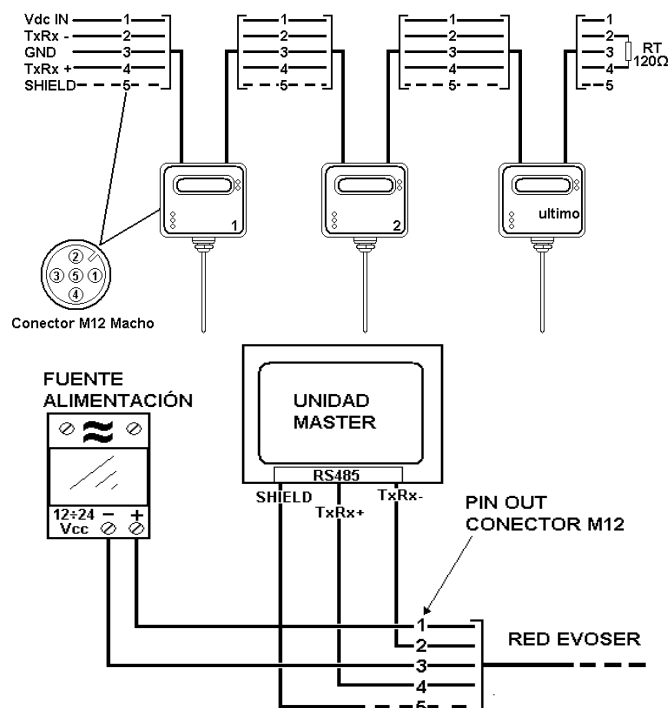 Vdc IN 1 1 1 1
TxRx - 2 2 2 2
GND 3 3 3 3
TxRx + 4 4 4 4
SHIELD 5 5 5 5
RT
120Ω
1
2
ultimo
2
3 5 1
4
Conector M12 Macho
FUENTE
ALIMENTACIÓN
12÷24 - +
Vcc
UNIDAD
MASTER
RS485
SHIELD
TxRx+
TxRx-
PIN OUT
CONECTOR M12
1
2
3
4
5
RED EVOSER